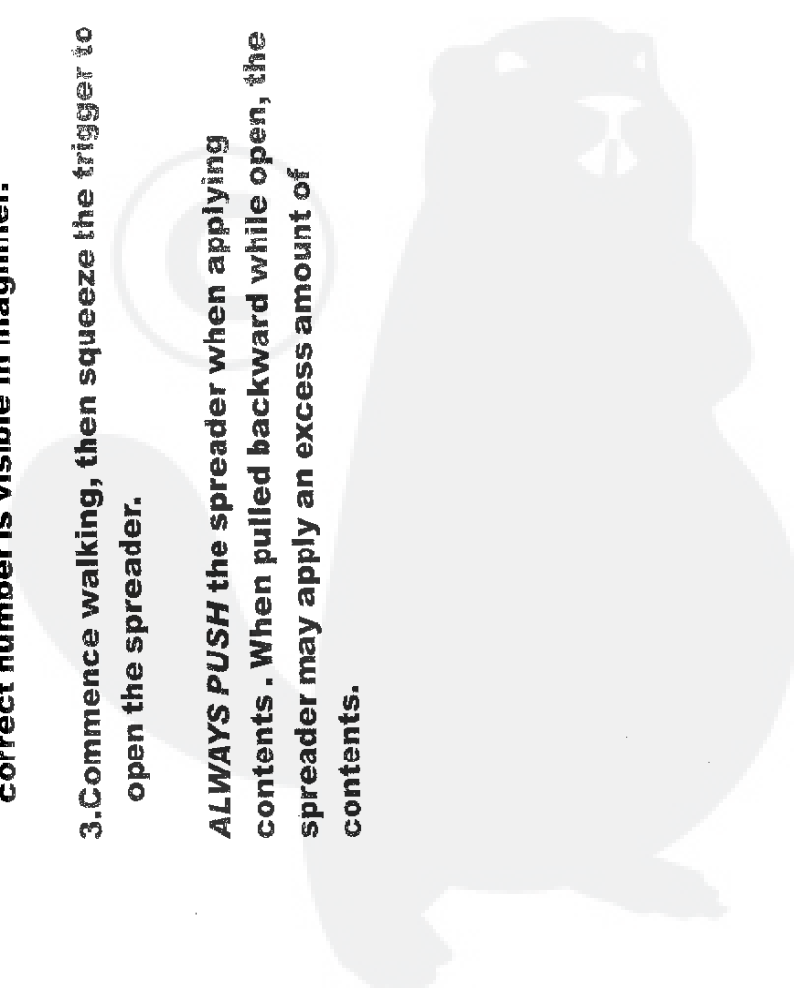 correct number is visible in magnifier.
3.Commence walking, then squeeze the trigger to
open the spreader.
ALWAYS PUSH the spreader when applying
contents . When pulled backward while open, the
spreader may apply an excess amount of
contents.
©